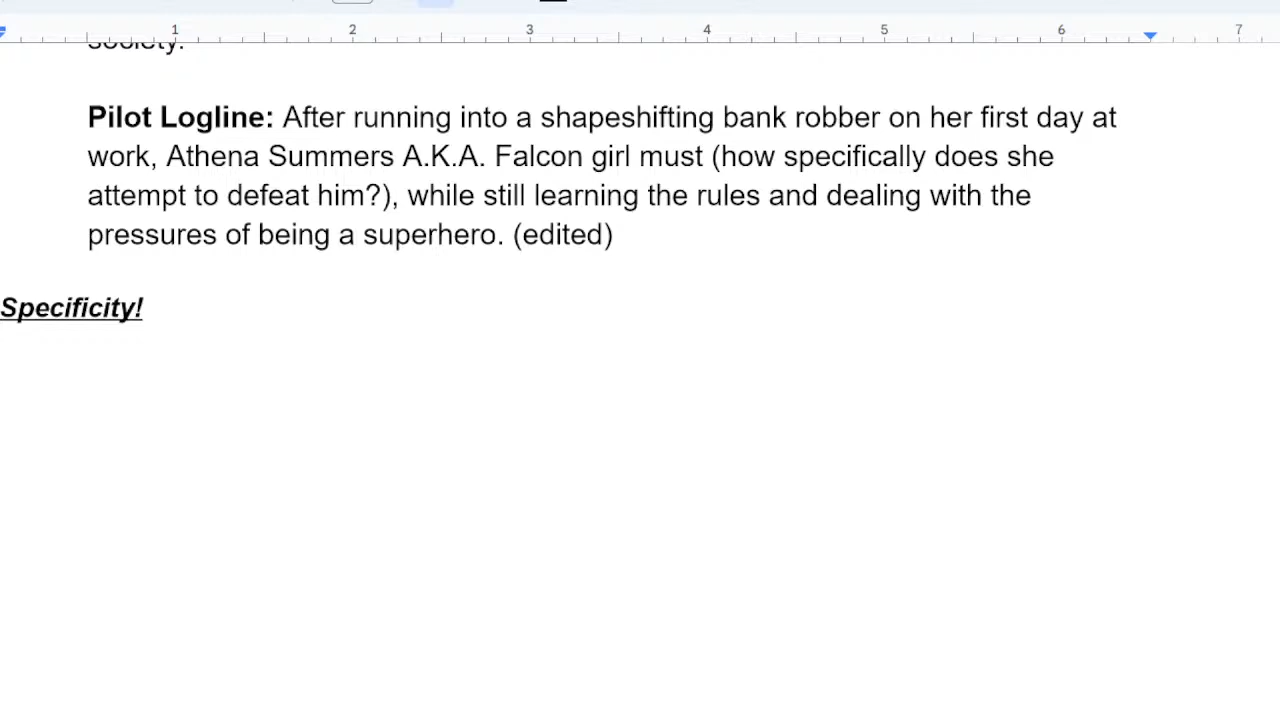 1 2 3 4 5 6 7
society.
Pilot Logline: After running into a shapeshifting bank robber on her first day at
work, Athena Summers A.K.A. Falcon girl must (how specifically does she
attempt to defeat him?), while still learning the rules and dealing with the
pressures of being a superhero. (edited)
Specificity!